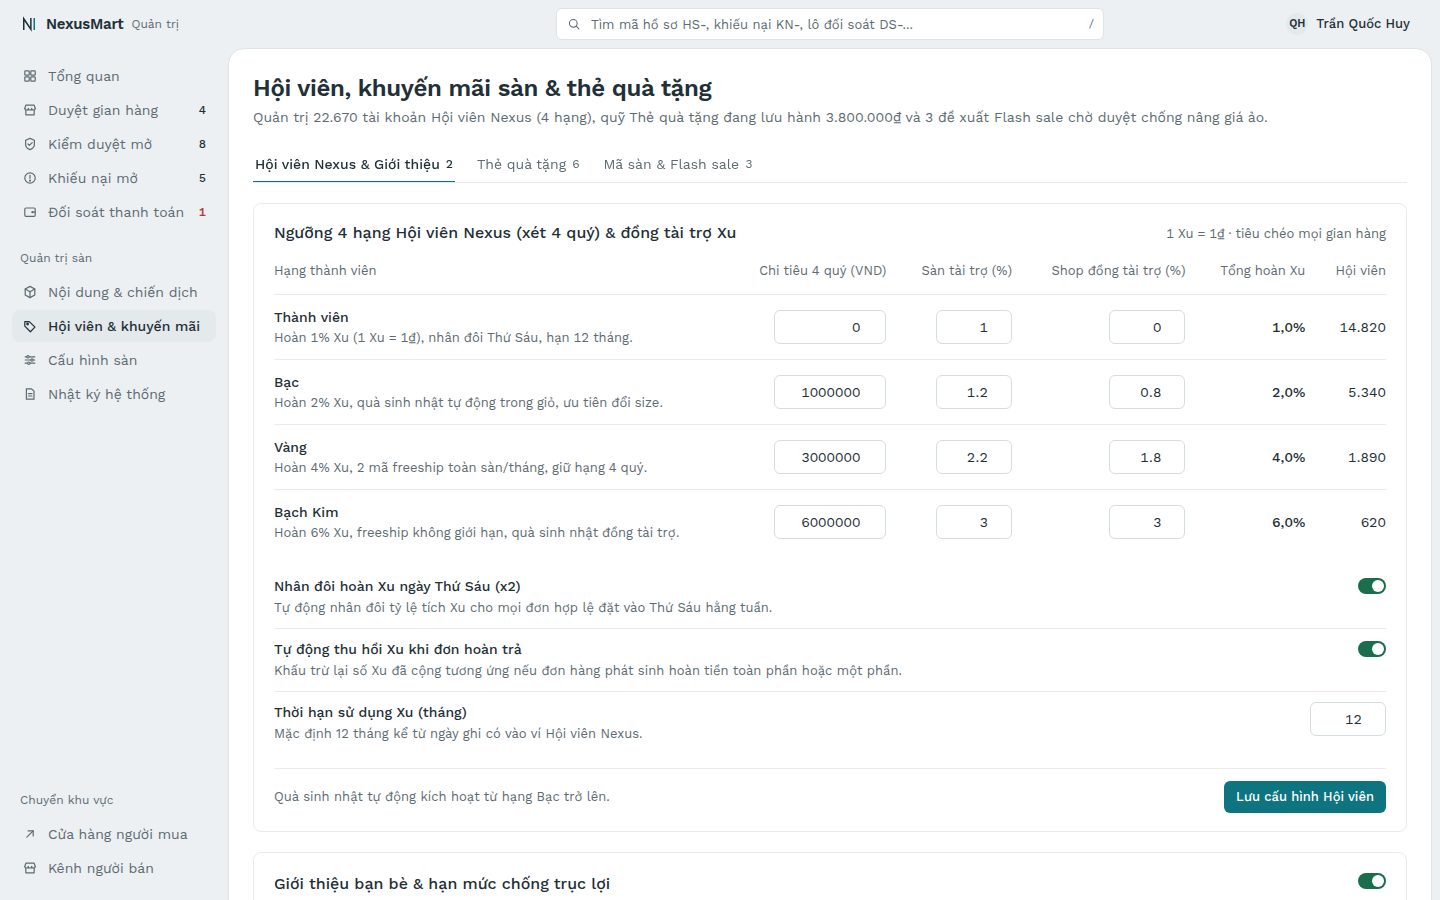 NexusMart Quản trị
Tìm mã hồ sơ HS-, khiếu nại KN-, lô đối soát DS-...
/
QH Trần Quốc Huy
Tổng quan
Duyệt gian hàng 4
Kiểm duyệt mở 8
Khiếu nại mở 5
Đối soát thanh toán 1
Quản trị sàn
Nội dung & chiến dịch
Hội viên & khuyến mãi
Cấu hình sàn
Nhật ký hệ thống
Chuyển khu vực
Cửa hàng người mua
Kênh người bán
Hội viên, khuyến mãi sàn & thẻ quà tặng
Quản trị 22.670 tài khoản Hội viên Nexus (4 hạng), quỹ Thẻ quà tặng đang lưu hành 3.800.000₫ và 3 đề xuất Flash sale chờ duyệt chống nâng giá ảo.
Hội viên Nexus & Giới thiệu 2 Thẻ quà tặng 6 Mã sàn & Flash sale 3
Ngưỡng 4 hạng Hội viên Nexus (xét 4 quý) & đồng tài trợ Xu
1 Xu = 1₫ · tiêu chéo mọi gian hàng
Hạng thành viên Chi tiêu 4 quý (VND) Sàn tài trợ (%) Shop đồng tài trợ (%) Tổng hoàn Xu Hội viên
Thành viên
Hoàn 1% Xu (1 Xu = 1₫), nhân đôi Thứ Sáu, hạn 12 tháng.
0 1 0 1,0% 14.820
Bạc
Hoàn 2% Xu, quà sinh nhật tự động trong giỏ, ưu tiên đổi size.
1000000 1.2 0.8 2,0% 5.340
Vàng
Hoàn 4% Xu, 2 mã freeship toàn sàn/tháng, giữ hạng 4 quý.
3000000 2.2 1.8 4,0% 1.890
Bạch Kim
Hoàn 6% Xu, freeship không giới hạn, quà sinh nhật đồng tài trợ.
6000000 3 3 6,0% 620
Nhân đôi hoàn Xu ngày Thứ Sáu (x2)
Tự động nhân đôi tỷ lệ tích Xu cho mọi đơn hợp lệ đặt vào Thứ Sáu hằng tuần.
Tự động thu hồi Xu khi đơn hoàn trả
Khấu trừ lại số Xu đã cộng tương ứng nếu đơn hàng phát sinh hoàn tiền toàn phần hoặc một phần.
Thời hạn sử dụng Xu (tháng)
Mặc định 12 tháng kể từ ngày ghi có vào ví Hội viên Nexus.
12
Quà sinh nhật tự động kích hoạt từ hạng Bạc trở lên.
Lưu cấu hình Hội viên
Giới thiệu bạn bè & hạn mức chống trục lợi